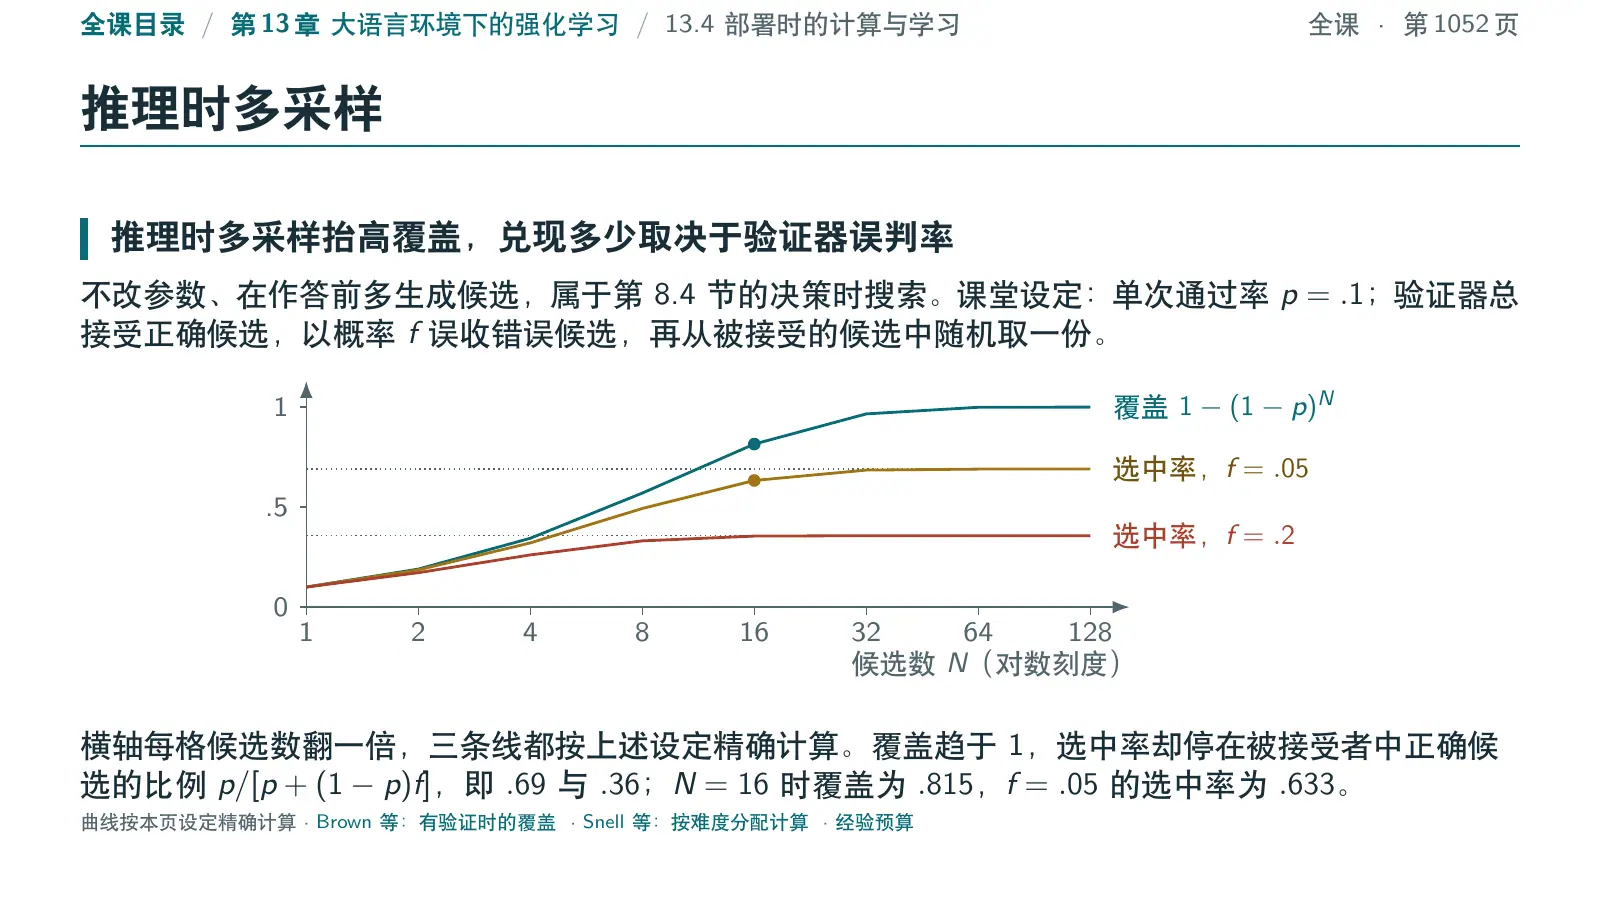 全课目录 / 第 13 章 大语言环境下的强化学习 / 13.4 部署时的计算与学习
全课 · 第 1052 页
推理时多采样
推理时多采样抬高覆盖，兑现多少取决于验证器误判率
不改参数、在作答前多生成候选，属于第 8.4 节的决策时搜索。课堂设定：单次通过率 p = .1；验证器总
接受正确候选，以概率 f 误收错误候选，再从被接受的候选中随机取一份。
1
.5
0
覆盖 1 − (1 − p)^N
选中率，f = .05
选中率，f = .2
1 2 4 8 16 32 64 128
候选数 N（对数刻度）
横轴每格候选数翻一倍，三条线都按上述设定精确计算。覆盖趋于 1，选中率却停在被接受者中正确候
选的比例 p/[p + (1 − p)f]，即 .69 与 .36；N = 16 时覆盖为 .815，f = .05 的选中率为 .633。
曲线按本页设定精确计算 · Brown 等：有验证时的覆盖 · Snell 等：按难度分配计算 · 经验预算